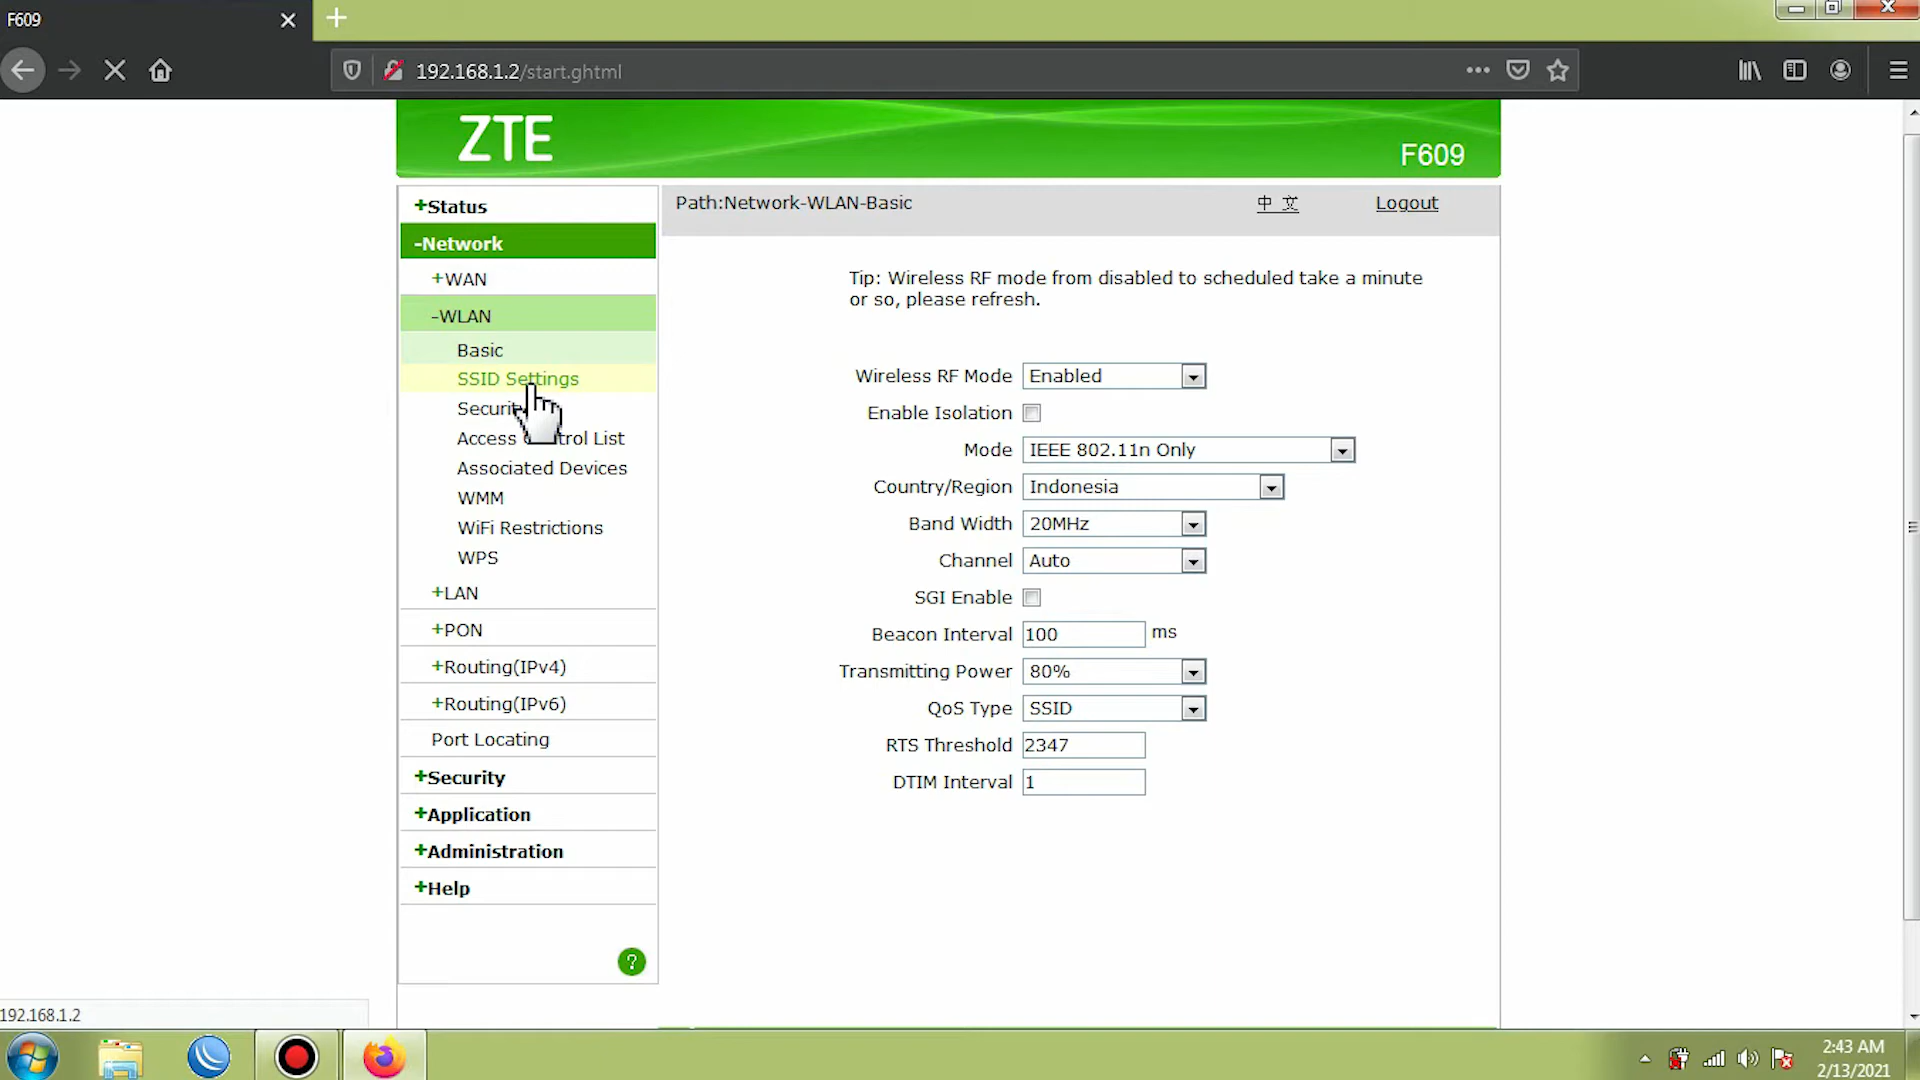 F609
192.168.1.2/start.ghtml
ZTE
F609
+Status
-Network
+WAN
-WLAN
Basic
SSID Settings
Security
Access Control List
Associated Devices
WMM
WiFi Restrictions
WPS
+LAN
+PON
+Routing(IPv4)
+Routing(IPv6)
Port Locating
+Security
+Application
+Administration
+Help
?
Path:Network-WLAN-Basic
中 文
Logout
Tip: Wireless RF mode from disabled to scheduled take a minute
or so, please refresh.
Wireless RF Mode Enabled
Enable Isolation
Mode IEEE 802.11n Only
Country/Region Indonesia
Band Width 20MHz
Channel Auto
SGI Enable
Beacon Interval 100 ms
Transmitting Power 80%
QoS Type SSID
RTS Threshold 2347
DTIM Interval 1
192.168.1.2
2:43 AM
2/13/2021